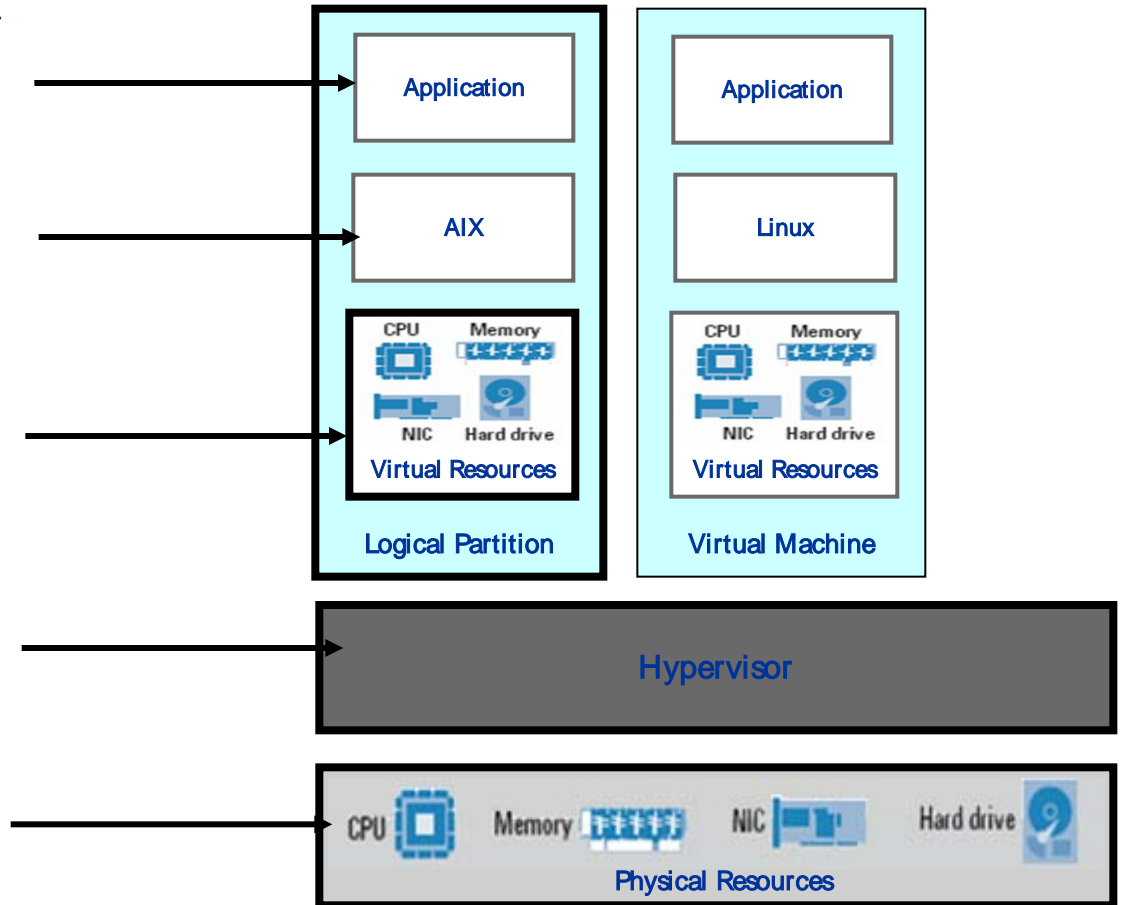 Application
AIX
CPU Memory
NIC Hard drive
Virtual Resources
Logical Partition
Application
Linux
CPU Memory
NIC Hard drive
Virtual Resources
Virtual Machine
Hypervisor
CPU Memory NIC Hard drive
Physical Resources